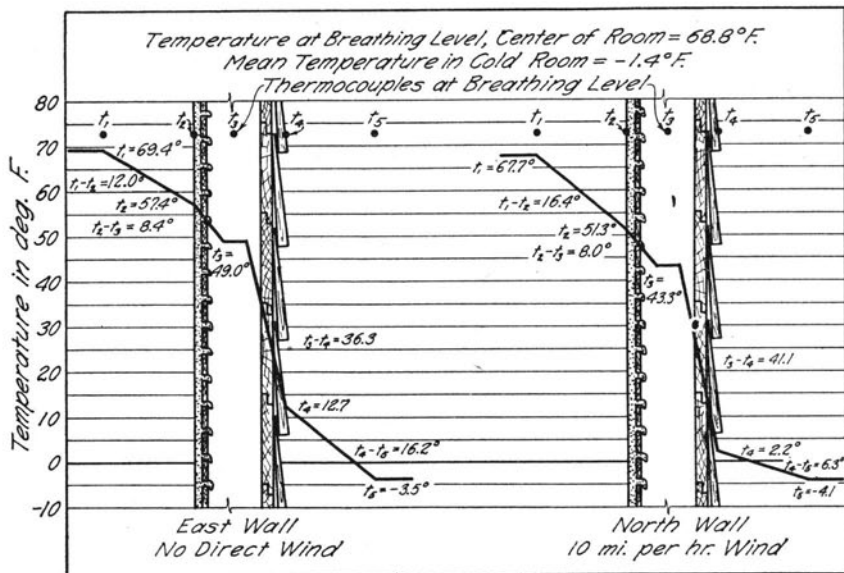 Temperature at Breathing Level, Center of Room = 68.8°F.
Mean Temperature in Cold Room = -1.4°F.
Thermocouples at Breathing Level
Temperature in deg. F.
80
70
60
50
40
30
20
10
0
-10
t₁ t₂ t₃ t₄ t₅
t₁=69.4°
t₁-t₂=12.0°
t₂=57.4°
t₂-t₃=8.4°
t₃=
49.0°
t₃-t₄=36.3
t₄=12.7
t₄-t₅=16.2°
t₅=-3.5°
East Wall
No Direct Wind
t₁ t₂ t₃ t₄ t₅
t₁=67.7°
t₁-t₂=16.4°
t₂=51.3°
t₂-t₃=8.0°
t₃=
43.3°
t₃-t₄=41.1
t₄=2.2°
t₄-t₅=6.3°
t₅=-4.1
North Wall
10 mi. per hr. Wind